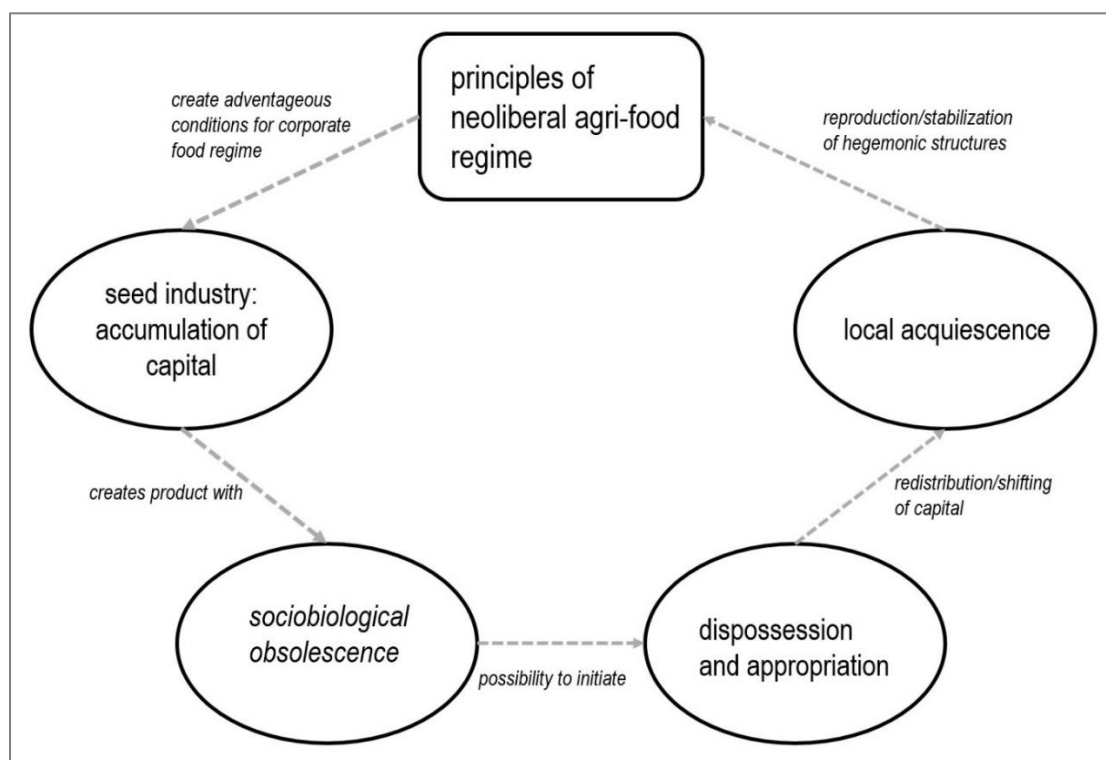 principles of
neoliberal agri-food
regime
create adventageous
conditions for corporate
food regime
reproduction/stabilization
of hegemonic structures
seed industry:
accumulation of
capital
local acquiescence
creates product with
redistribution/shifting
of capital
sociobiological
obsolescence
possibility to initiate
dispossession
and appropriation